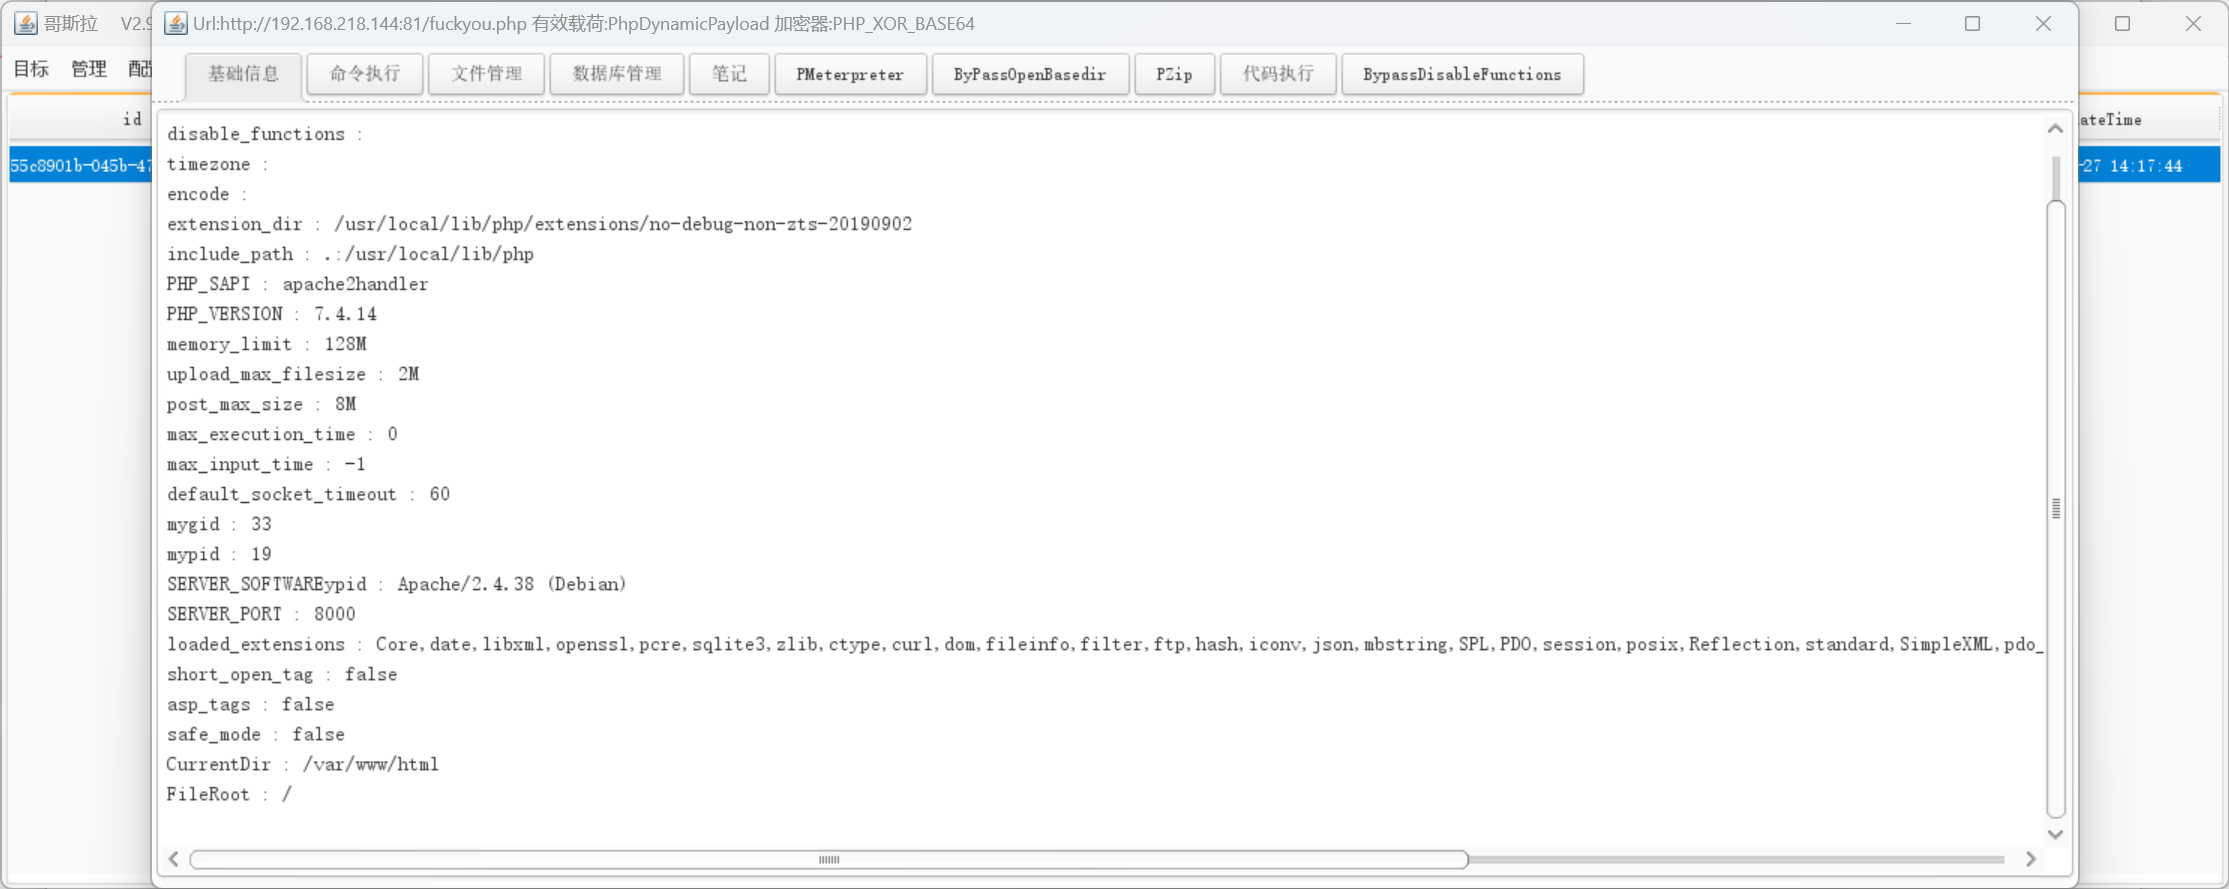 哥斯拉 V2.9
Url:http://192.168.218.144:81/fuckyou.php 有效载荷:PhpDynamicPayload 加密器:PHP_XOR_BASE64
目标 管理 配置
基础信息 命令执行 文件管理 数据库管理 笔记 PMeterpreter ByPassOpenBasedir PZip 代码执行 BypassDisableFunctions
id
ateTime
55c8901b-045b-47
-27 14:17:44
disable_functions :
timezone :
encode :
extension_dir : /usr/local/lib/php/extensions/no-debug-non-zts-20190902
include_path : .:/usr/local/lib/php
PHP_SAPI : apache2handler
PHP_VERSION : 7.4.14
memory_limit : 128M
upload_max_filesize : 2M
post_max_size : 8M
max_execution_time : 0
max_input_time : -1
default_socket_timeout : 60
mygid : 33
mypid : 19
SERVER_SOFTWAREypid : Apache/2.4.38 (Debian)
SERVER_PORT : 8000
loaded_extensions : Core,date,libxml,openssl,pcre,sqlite3,zlib,ctype,curl,dom,fileinfo,filter,ftp,hash,iconv,json,mbstring,SPL,PDO,session,posix,Reflection,standard,SimpleXML,pdo_
short_open_tag : false
asp_tags : false
safe_mode : false
CurrentDir : /var/www/html
FileRoot : /